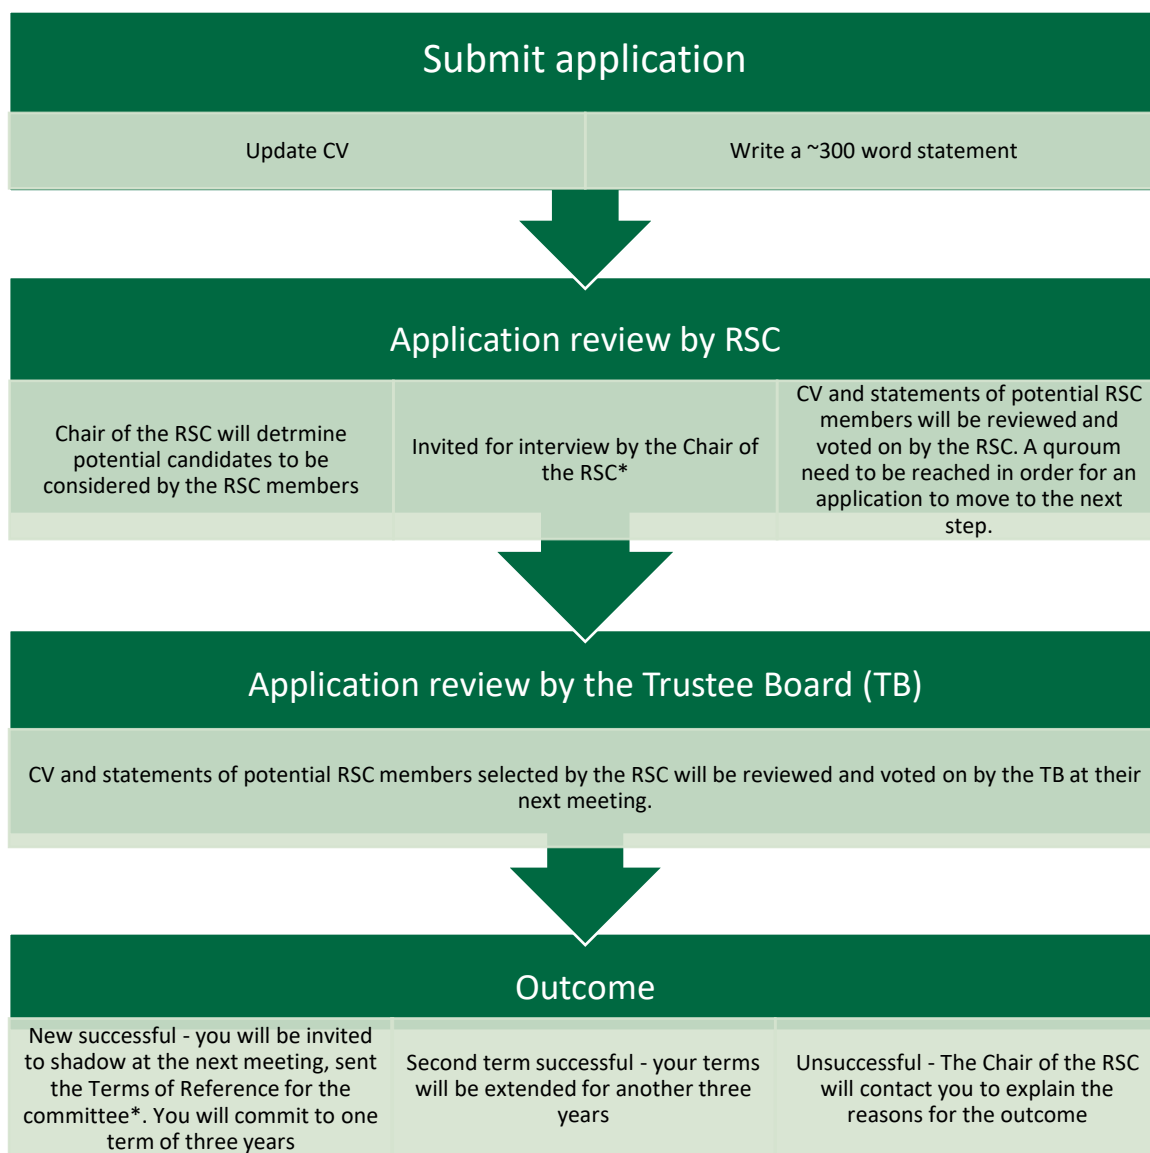 Submit application
Update CV
Write a ~300 word statement
Application review by RSC
Chair of the RSC will detrmine
potential candidates to be
considered by the RSC members
Invited for interview by the Chair of
the RSC*
CV and statements of potential RSC
members will be reviewed and
voted on by the RSC. A quroum
need to be reached in order for an
application to move to the next
step.
Application review by the Trustee Board (TB)
CV and statements of potential RSC members selected by the RSC will be reviewed and voted on by the TB at their
next meeting.
Outcome
New successful - you will be invited
to shadow at the next meeting, sent
the Terms of Reference for the
committee*. You will commit to one
term of three years
Second term successful - your terms
will be extended for another three
years
Unsuccessful - The Chair of the RSC
will contact you to explain the
reasons for the outcome